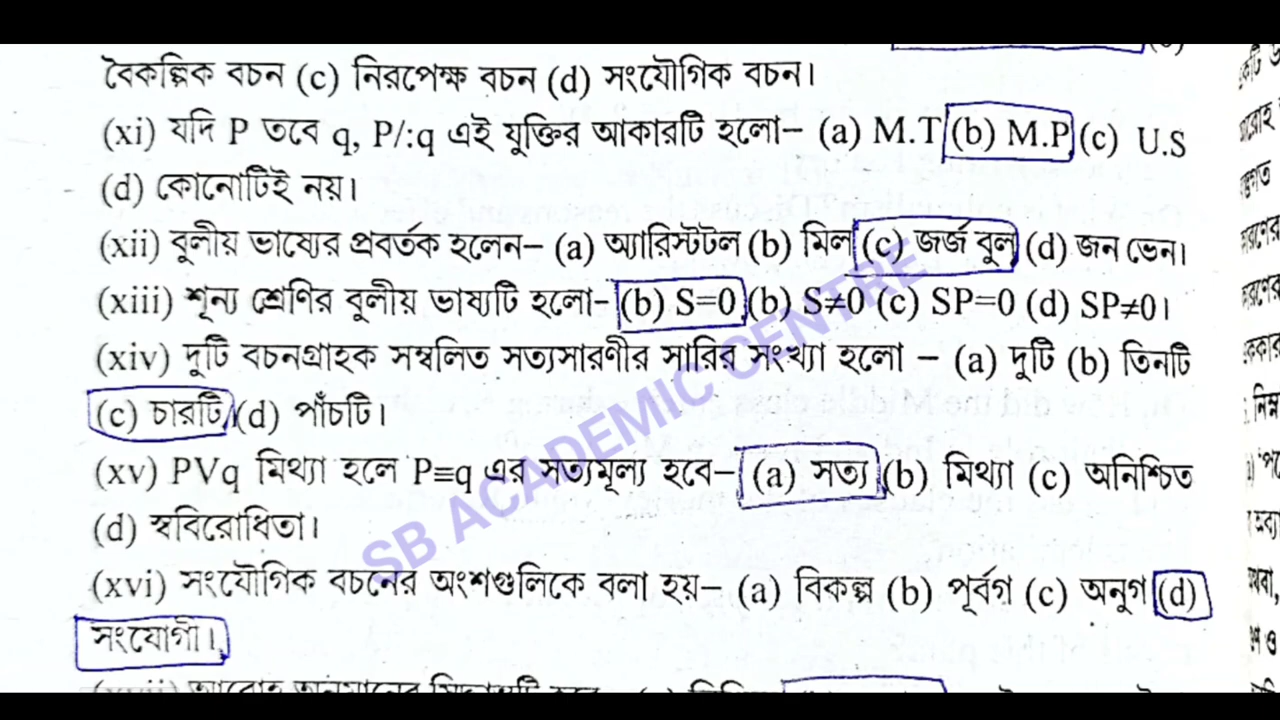 বৈকল্পিক বচন (c) নিরপেক্ষ বচন (d) সংযৌগিক বচন।
(xi) যদি P তবে q, P/:q এই যুক্তির আকারটি হলো– (a) M.T (b) M.P (c) U.S
(d) কোনোটিই নয়।
(xii) বুলীয় ভাষ্যের প্রবর্তক হলেন– (a) অ্যারিস্টটল (b) মিল (c) জর্জ বুল (d) জন ভেন।
(xiii) শূন্য শ্রেণির বুলীয় ভাষ্যটি হলো– (b) S=0 (b) S≠0 (c) SP=0 (d) SP≠0।
(xiv) দুটি বচনগ্রাহক সম্বলিত সত্যসারণীর সারির সংখ্যা হলো – (a) দুটি (b) তিনটি
(c) চারটি (d) পাঁচটি।
(xv) PVq মিথ্যা হলে P≡q এর সত্যমূল্য হবে– (a) সত্য (b) মিথ্যা (c) অনিশ্চিত
(d) স্ববিরোধিতা।
(xvi) সংযৌগিক বচনের অংশগুলিকে বলা হয়– (a) বিকল্প (b) পূর্বগ (c) অনুগ (d)
সংযোগী।
SB ACADEMIC CENTRE